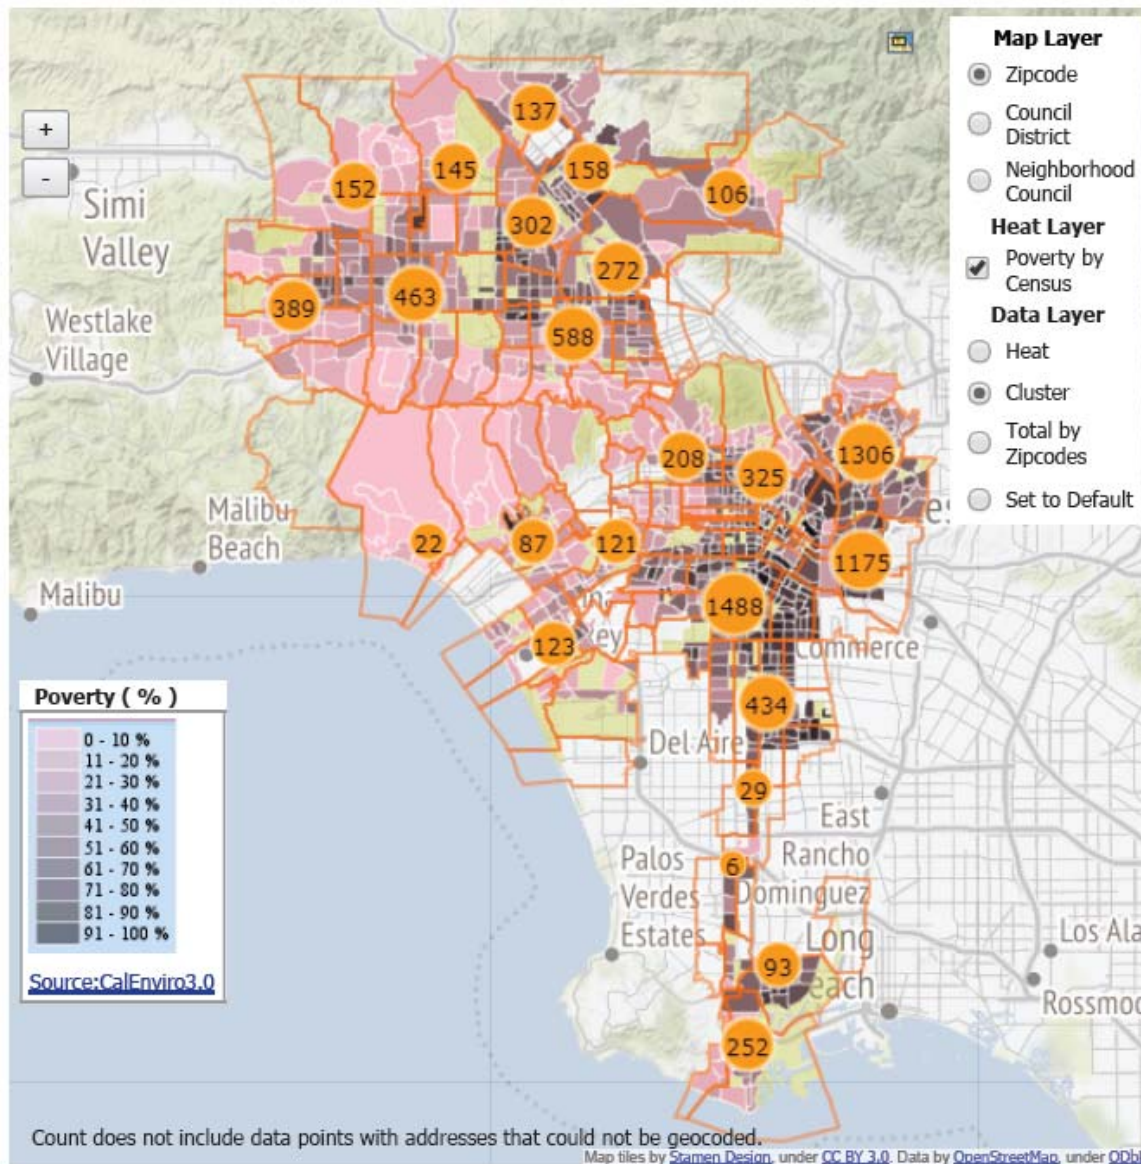 Map Layer
Zipcode
Council
District
Neighborhood
Council
Heat Layer
Poverty by
Census
Data Layer
Heat
Cluster
Total by
Zipcodes
Set to Default
+
-
137
145
158
152
106
302
272
389
463
588
Simi
Valley
Westlake
Village
208
325
1306
Malibu
Beach
22
87
121
1175
Malibu
1488
123
Commerce
434
Del Aire
29
East
Rancho
Dominguez
6
Palos
Verdes
Estates
93
Long
each
Los Ala
Rossmoo
252
Poverty ( % )
0 - 10 %
11 - 20 %
21 - 30 %
31 - 40 %
41 - 50 %
51 - 60 %
61 - 70 %
71 - 80 %
81 - 90 %
91 - 100 %
Source:CalEnviro3.0
Count does not include data points with addresses that could not be geocoded.
Map tiles by Stamen Design, under CC BY 3.0. Data by OpenStreetMap, under ODbL